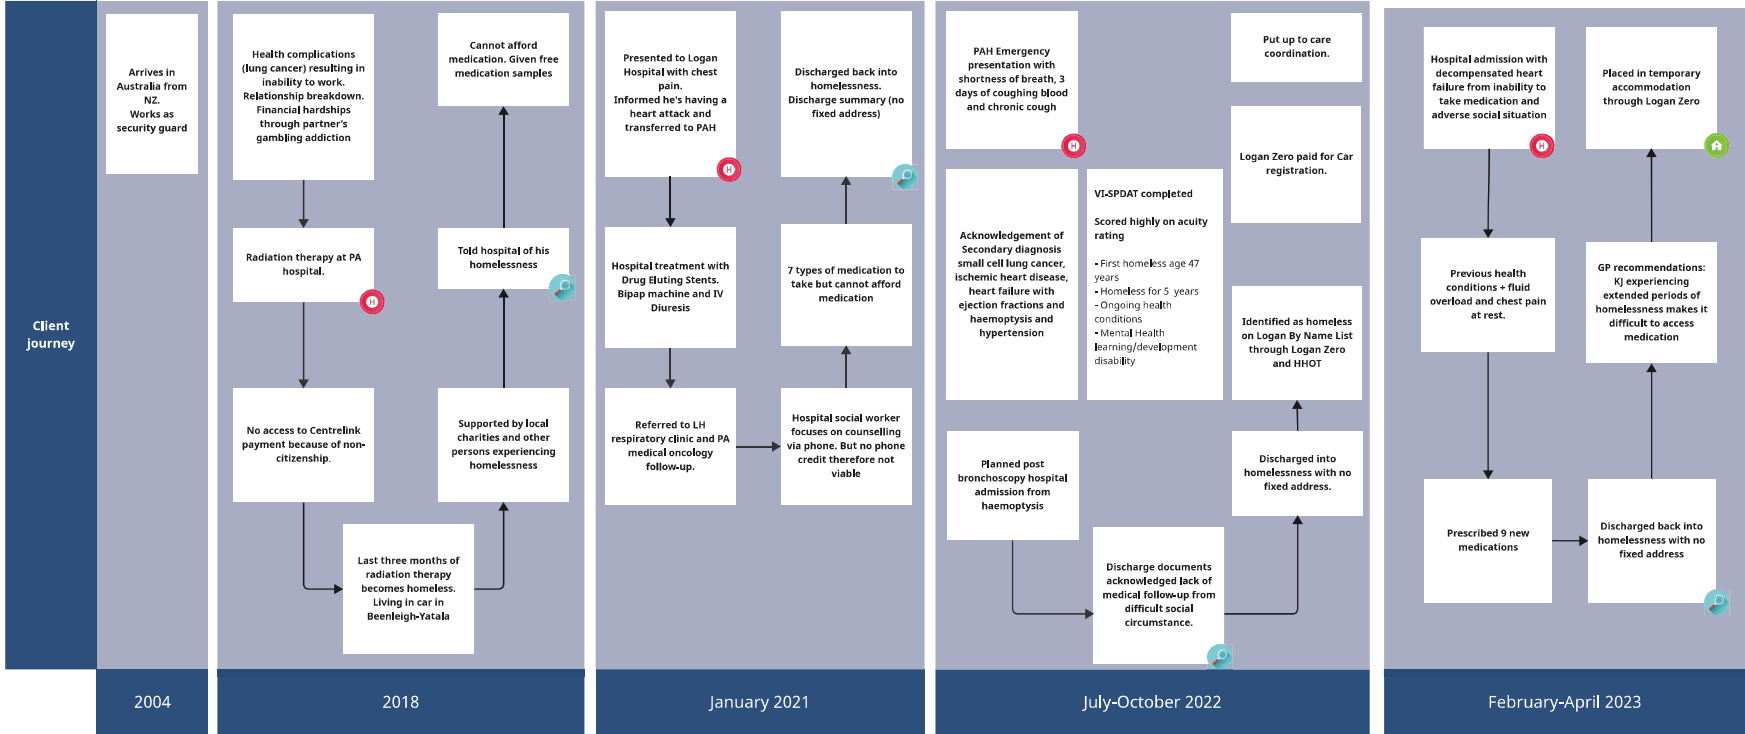 Client
journey
Arrives in
Australia from
NZ.
Works as
security guard
2004
Health complications
(lung cancer) resulting in
inability to work.
Relationship breakdown.
Financial hardships
through partner's
gambling addiction
Radiation therapy at PA
hospital.
H
No access to Centrelink
payment because of non-
citizenship.
Last three months of
radiation therapy
becomes homeless.
Living in car in
Beenleigh-Yatala
Supported by local
charities and other
persons experiencing
homelessness
Told hospital of his
homelessness
Cannot afford
medication. Given free
medication samples
2018
Presented to Logan
Hospital with chest
pain.
Informed he's having a
heart attack and
transferred to PAH
H
Hospital treatment with
Drug Eluting Stents.
Bipap machine and IV
Diuresis
Referred to LH
respiratory clinic and PA
medical oncology
follow-up.
Hospital social worker
focuses on counselling
via phone. But no phone
credit therefore not
viable
7 types of medication to
take but cannot afford
medication
Discharged back into
homelessness.
Discharge summary (no
fixed address)
January 2021
PAH Emergency
presentation with
shortness of breath, 3
days of coughing blood
and chronic cough
H
Acknowledgement of
Secondary diagnosis
small cell lung cancer,
ischemic heart disease,
heart failure with
ejection fractions and
haemoptysis and
hypertension
VI-SPDAT completed
Scored highly on acuity
rating
- First homeless age 47
years
- Homeless for 5 years
- Ongoing health
conditions
- Mental Health
learning/development
disability
Planned post
bronchoscopy hospital
admission from
haemoptysis
Discharge documents
acknowledged lack of
medical follow-up from
difficult social
circumstance.
Discharged into
homelessness with no
fixed address.
Identified as homeless
on Logan By Name List
through Logan Zero
and HHOT
Logan Zero paid for Car
registration.
Put up to care
coordination.
July-October 2022
Hospital admission with
decompensated heart
failure from inability to
take medication and
adverse social situation
H
Previous health
conditions + fluid
overload and chest pain
at rest.
Prescribed 9 new
medications
Discharged back into
homelessness with no
fixed address
GP recommendations:
KJ experiencing
extended periods of
homelessness makes it
difficult to access
medication
Placed in temporary
accommodation
through Logan Zero
February-April 2023